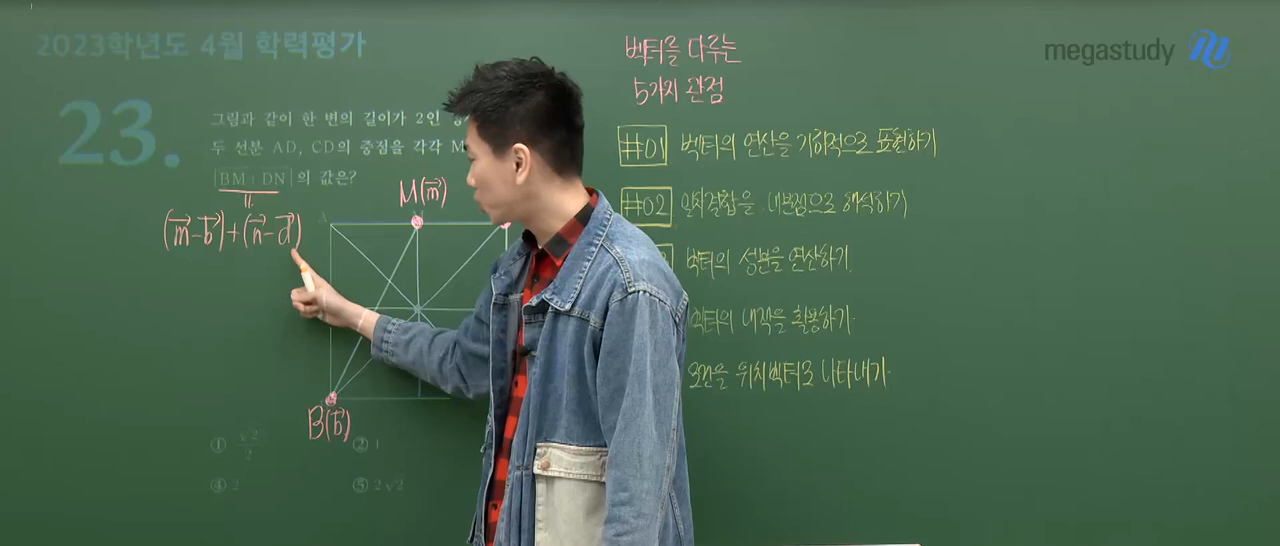 2023학년도 4월 학력평가
megastudy
23.
그림과 같이 한 변의 길이가 2인
두 선분 AD, CD의 중점을 각각 M
|BM + DN|의 값은?
=
(m⃗-b⃗)+(n⃗-d⃗)
M(m⃗)
A
B(b⃗)
① √2/2
② 1
④ 2
⑤ 2√2
벡터를 다루는
5가지 관점
#01 벡터의 연산을 기하적으로 표현하기
#02 일차결합을 내분점으로 해석하기
벡터의 성분을 연산하기.
벡터의 내적을 활용하기.
모든을 위치벡터로 나타내기.